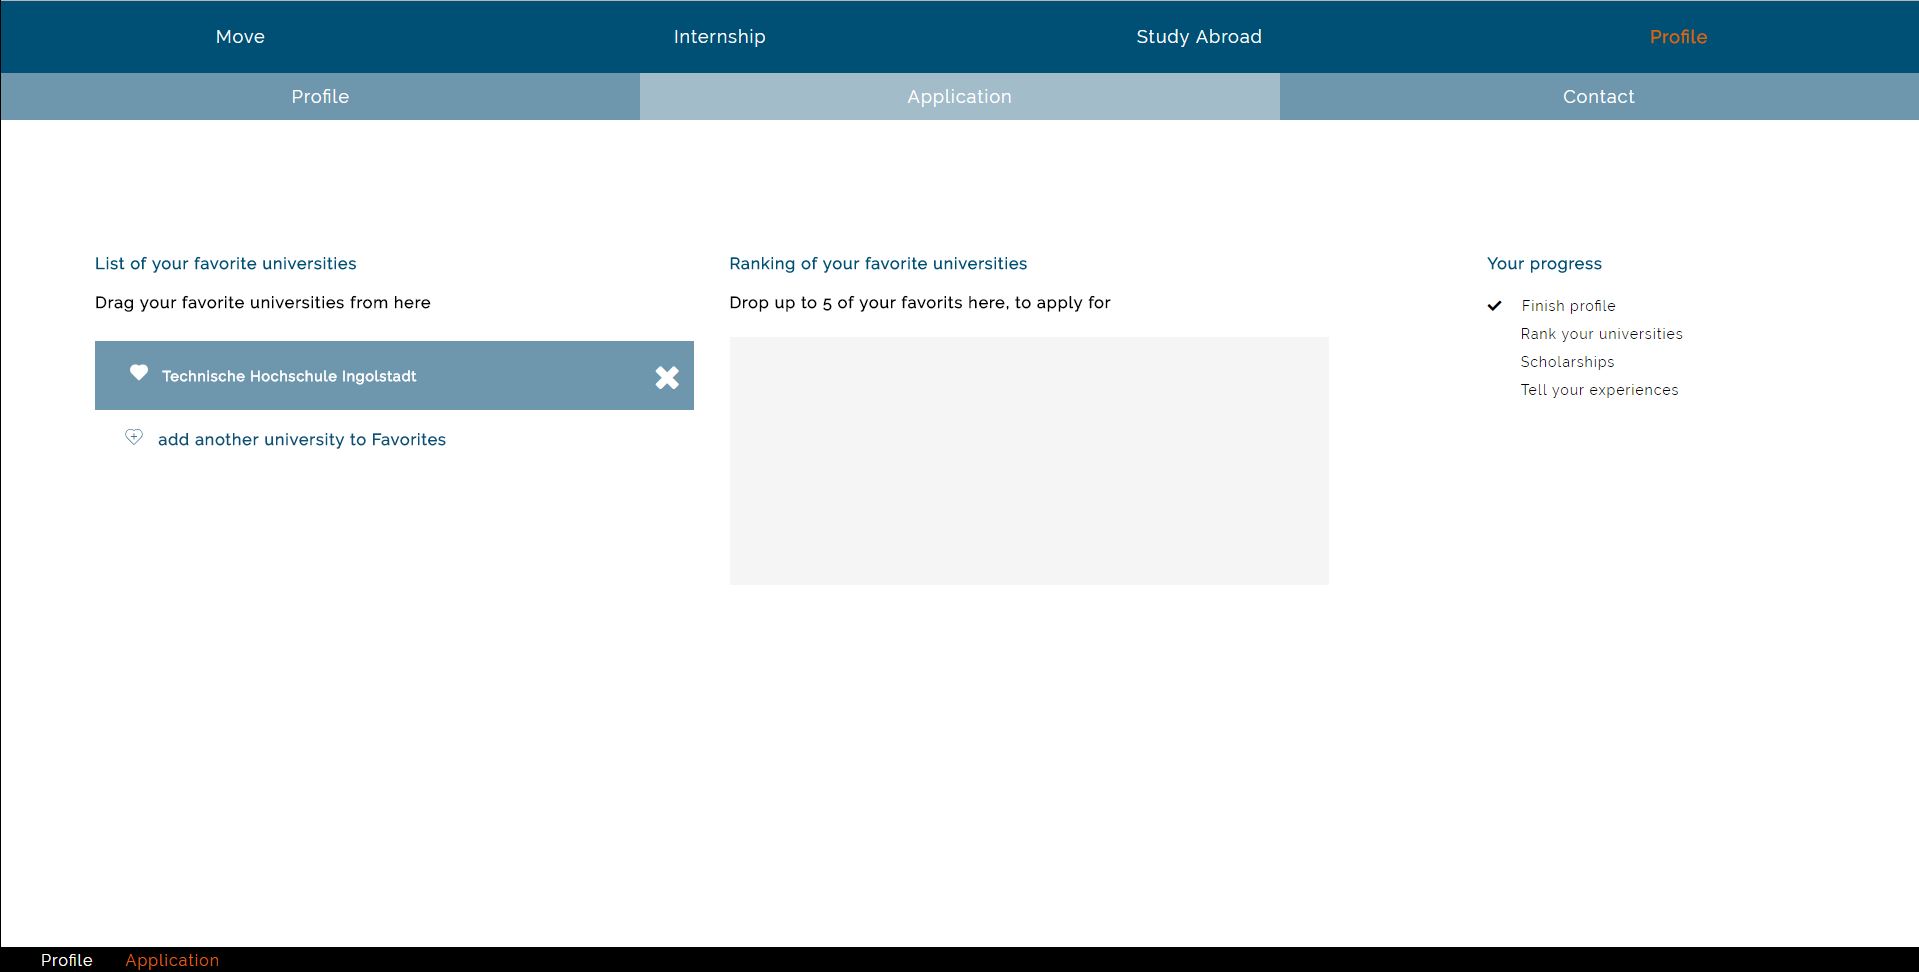 Move Internship Study Abroad Profile
Profile Application Contact
List of your favorite universities
Drag your favorite universities from here
Technische Hochschule Ingolstadt
add another university to Favorites
Ranking of your favorite universities
Drop up to 5 of your favorits here, to apply for
Your progress
Finish profile
Rank your universities
Scholarships
Tell your experiences
Profile Application